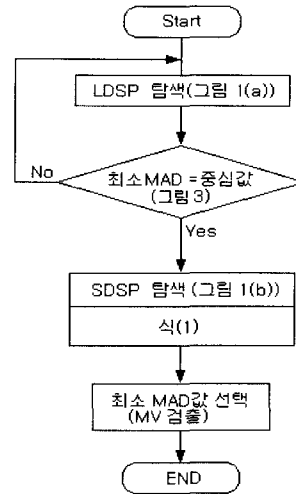 Start
LDSP 탐색(그림 1(a))
최소MAD =중심값
(그림 3)
No
Yes
SDSP 탐색 (그림 1(b))
식(1)
최소 MAD값 선택
(MV 검출)
END